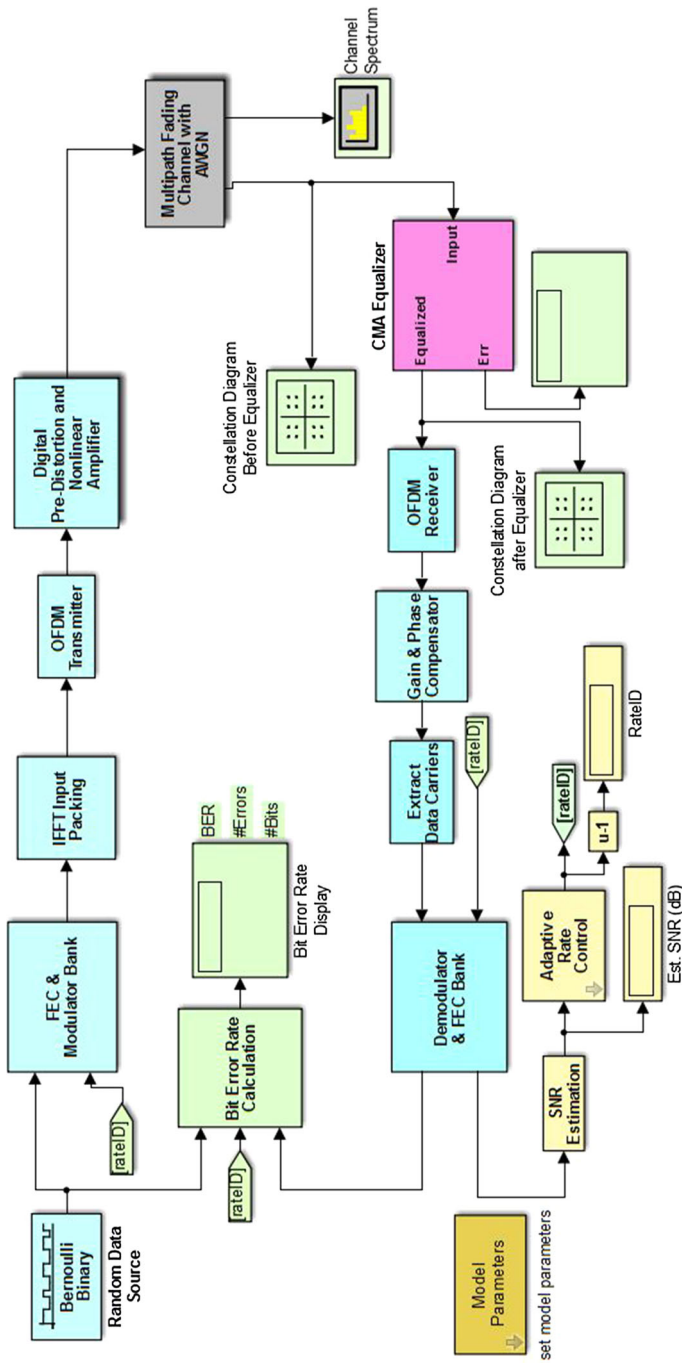 Bernoulli
Binary
Random Data
Source
[rateID]
FEC &
Modulator Bank
IFFT Input
Packing
OFDM
Transmitter
Digital
Pre-Distortion and
Nonlinear
Amplifier
Multipath Fading
Channel with
AWGN
Channel
Spectrum
[rateID]
Bit Error Rate
Calculation
Bit Error Rate
Display
BER
#Errors
#Bits
Constellation Diagram
Before Equalizer
CMA Equalizer
Equalized
Err
Input
Demodulator
& FEC Bank
Extract
Data Carriers
[rateID]
Gain & Phase
Compensator
OFDM
Receiver
Constellation Diagram
after Equalizer
Model
Parameters
set model parameters
SNR
Estimation
Adaptive
Rate
Control
Est. SNR (dB)
[rateID]
u-1
RateID